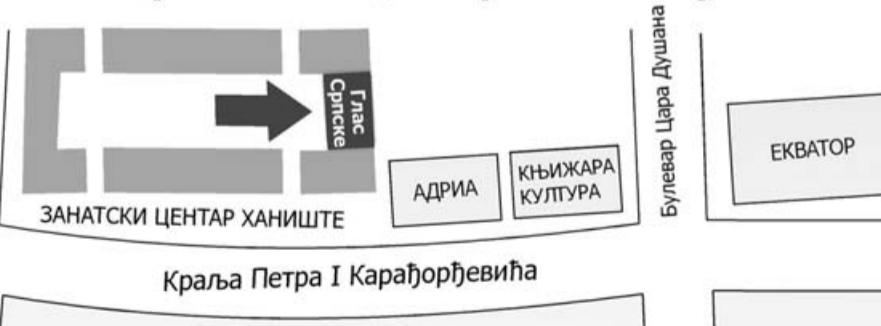 Глас
Српске
Булевар Цара Душана
ЕКВАТОР
АДРИА
КЊИЖАРА
КУЛТУРА
ЗАНАТСКИ ЦЕНТАР ХАНИШТЕ
Краља Петра I Карађорђевића